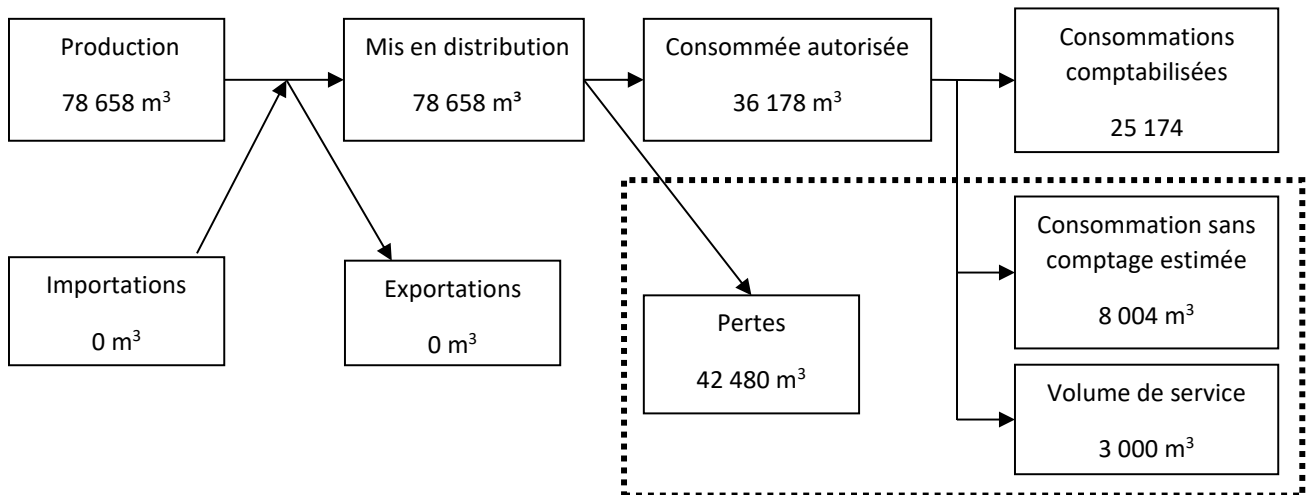 Production
78 658 m³
Mis en distribution
78 658 m³
Consommée autorisée
36 178 m³
Consommations
comptabilisées
25 174
Importations
0 m³
Exportations
0 m³
Pertes
42 480 m³
Consommation sans
comptage estimée
8 004 m³
Volume de service
3 000 m³